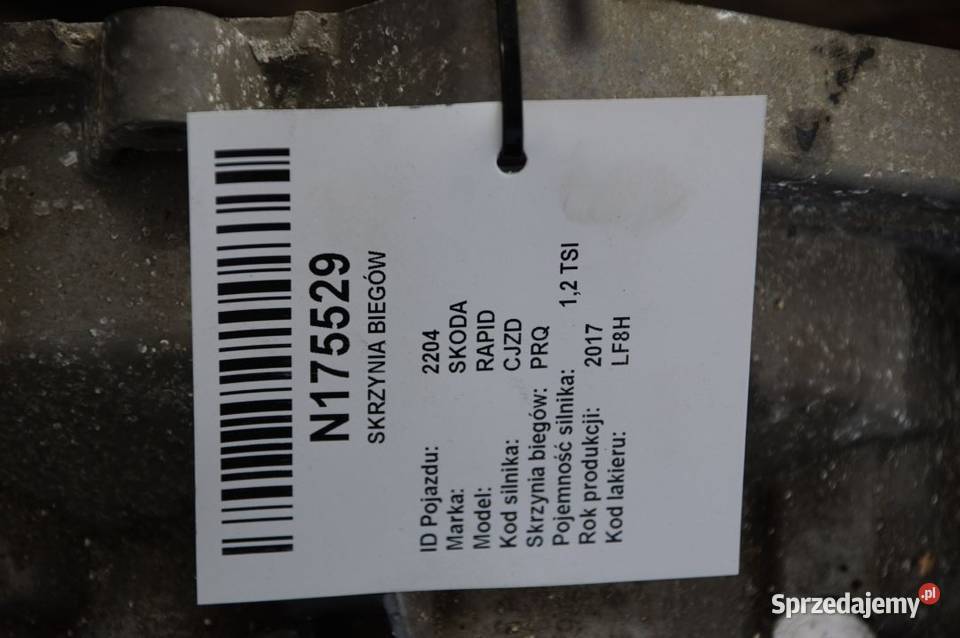 N175529
SKRZYNIA BIEGÓW
ID Pojazdu: 2204
Marka: SKODA
Model: RAPID
Kod silnika: CJZD
Skrzynia biegów: PRQ
Pojemność silnika: 1,2 TSI
Rok produkcji: 2017
Kod lakieru: LF8H
Sprzedajemy.pl